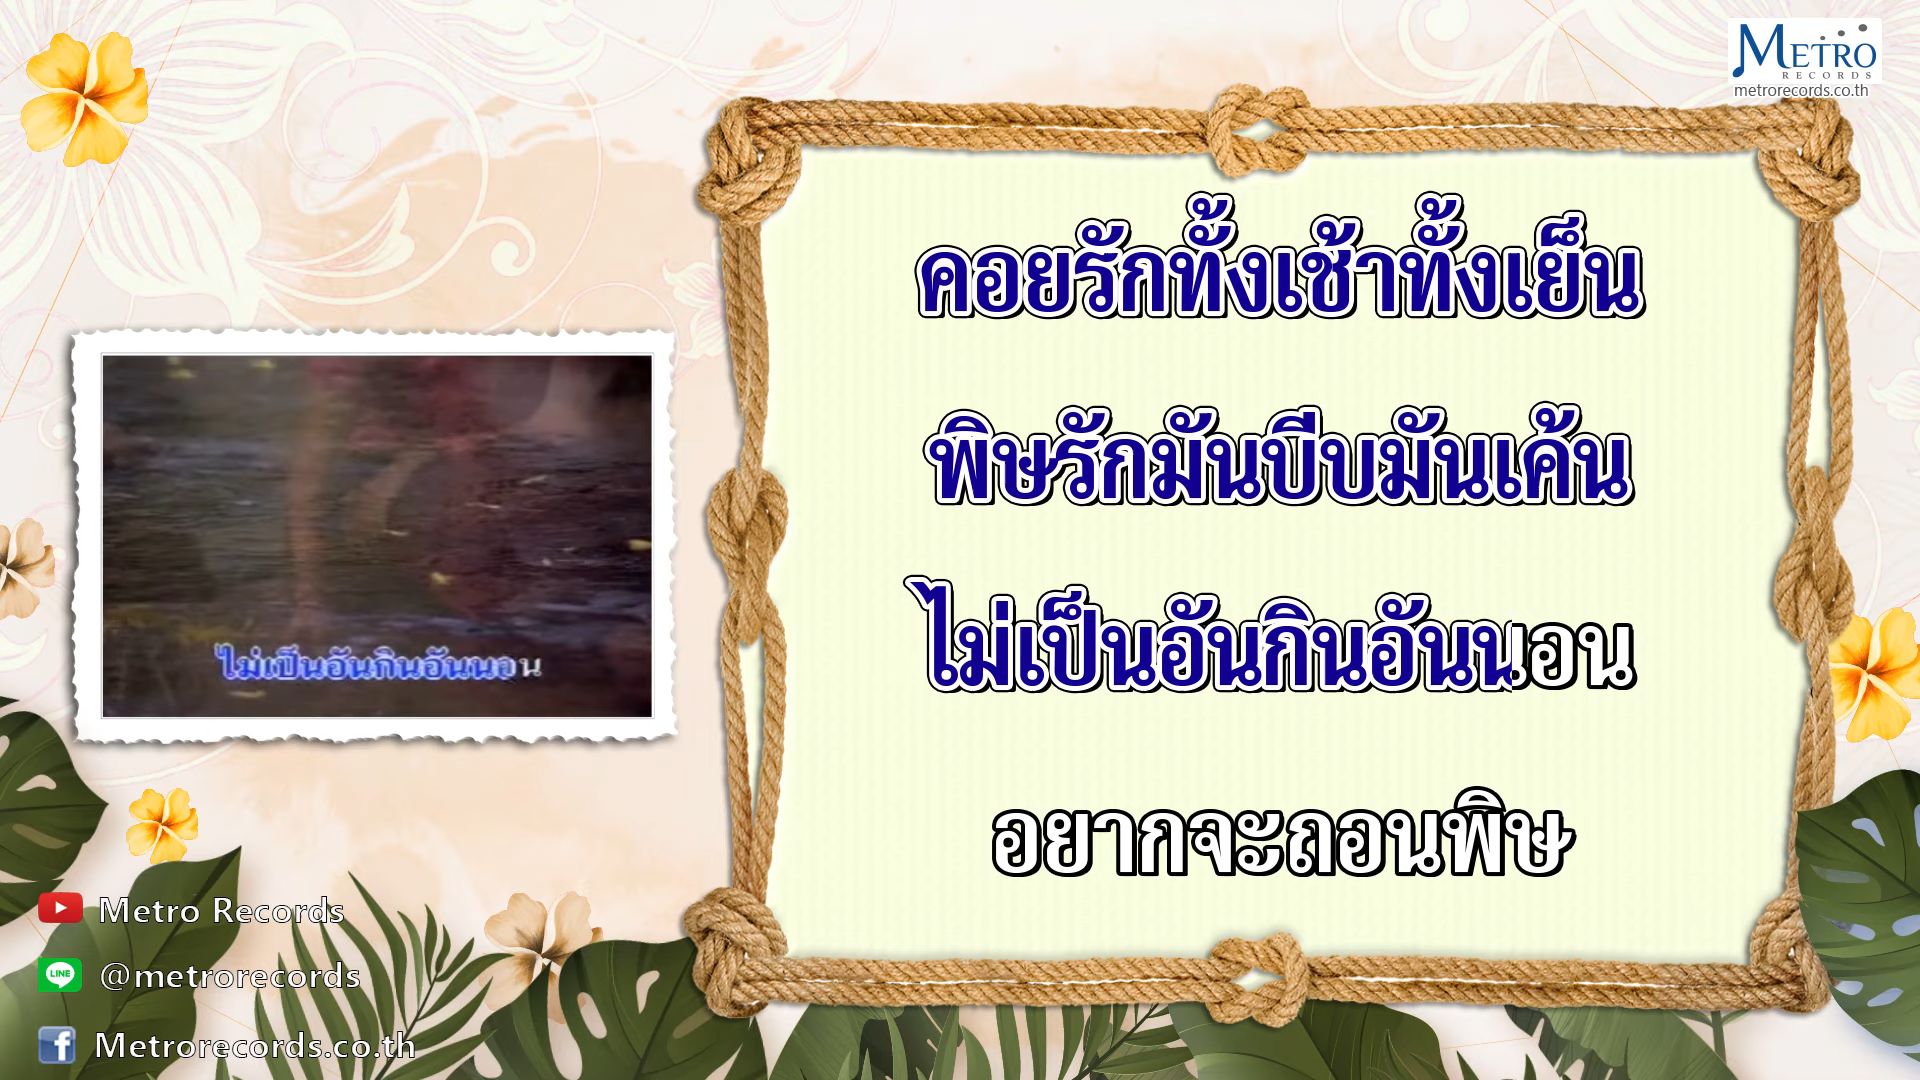 METRO
RECORDS
metrorecords.co.th
คอยรักทั้งเช้าทั้งเย็น
พิษรักมันบีบมันเค้น
ไม่เป็นอันกินอันนอน
อยากจะถอนพิษ
ไม่เป็นอันกินอันนอน
Metro Records
LINE
@metrorecords
f
Metrorecords.co.th